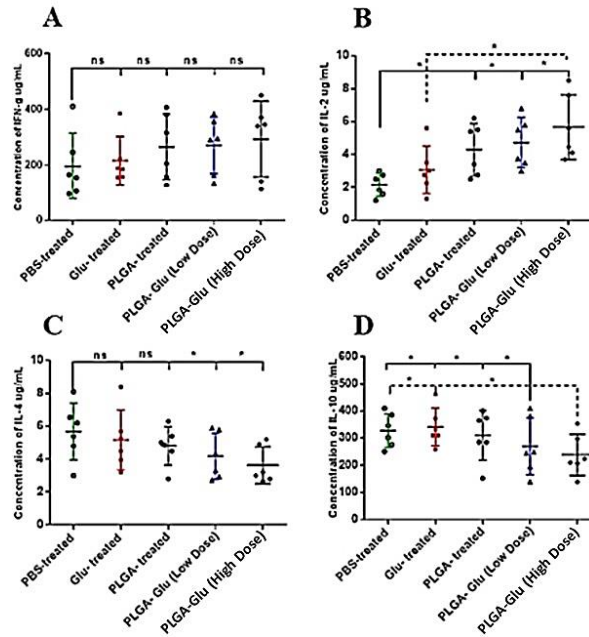 A
Concentration of IFN-g ug/mL
600
400
200
0
ns
ns
ns
ns
PBS-treated
Glu- treated
PLGA- treated
PLGA- Glu (Low Dose)
PLGA-Glu (High Dose)
B
Concentration of IL-2 ug/mL
10
8
6
4
2
0
*
*
*
*
*
PBS-treated
Glu- treated
PLGA- treated
PLGA- Glu (Low Dose)
PLGA-Glu (High Dose)
C
Concentration of IL-4 ug/mL
10
8
6
4
2
0
ns
ns
*
*
PBS-treated
Glu- treated
PLGA- treated
PLGA- Glu (Low Dose)
PLGA-Glu (High Dose)
D
Concentration of IL-10 ug/mL
600
500
400
300
200
100
0
*
*
*
*
*
PBS-treated
Glu- treated
PLGA- treated
PLGA- Glu (Low Dose)
PLGA-Glu (High Dose)